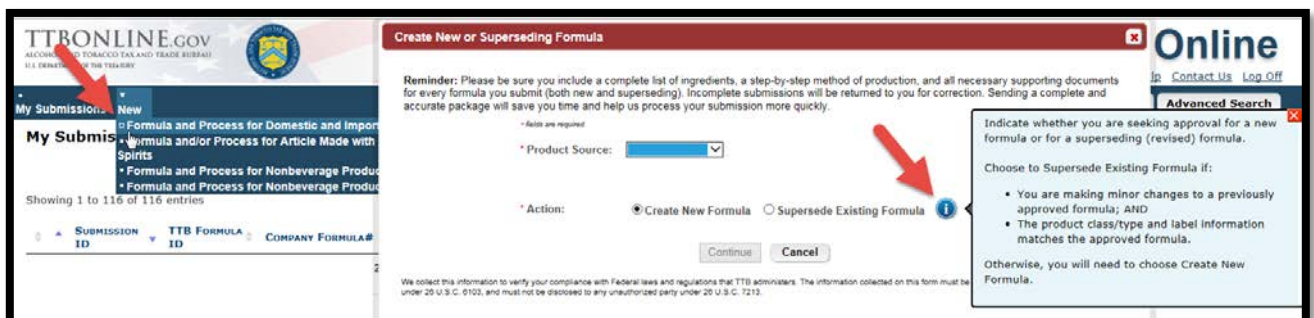 TTBONLINE.GOV
ALCOHOL AND TOBACCO TAX AND TRADE BUREAU
U.S. DEPARTMENT OF THE TREASURY
My Submissions
New
Formula and Process for Domestic and Import
Formula and/or Process for Article Made with
Spirits
Formula and Process for Nonbeverage Produc
Formula and Process for Nonbeverage Produc
My Submis
Showing 1 to 116 of 116 entries
SUBMISSION ID
TTB FORMULA ID
COMPANY FORMULA#
Create New or Superseding Formula
Reminder: Please be sure you include a complete list of ingredients, a step-by-step method of production, and all necessary supporting documents
for every formula you submit (both new and superseding). Incomplete submissions will be returned to you for correction. Sending a complete and
accurate package will save you time and help us process your submission more quickly.
* fields are required
* Product Source:
* Action: Create New Formula Supersede Existing Formula
Continue Cancel
We collect this information to verify your compliance with Federal laws and regulations that TTB administers. The information collected on this form must be
under 26 U.S.C. 6103, and must not be disclosed to any unauthorized party under 26 U.S.C. 7213.
Online
lp Contact Us Log Off
Advanced Search
Indicate whether you are seeking approval for a new
formula or for a superseding (revised) formula.
Choose to Supersede Existing Formula if:
• You are making minor changes to a previously
approved formula; AND
• The product class/type and label information
matches the approved formula.
Otherwise, you will need to choose Create New
Formula.